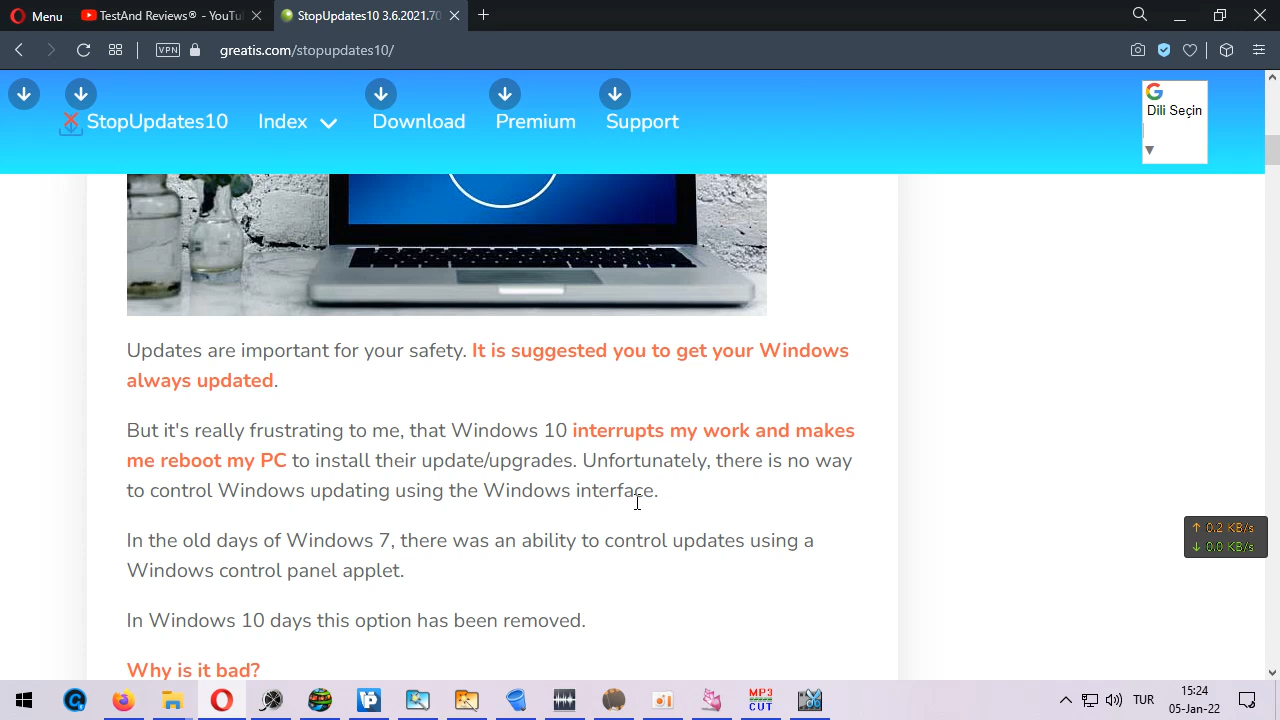 Menu
TestAnd Reviews® - YouTu
StopUpdates10 3.6.2021.70
VPN
greatis.com/stopupdates10/
StopUpdates10
Index
Download
Premium
Support
Dili Seçin
Updates are important for your safety. It is suggested you to get your Windows
always updated.
But it's really frustrating to me, that Windows 10 interrupts my work and makes
me reboot my PC to install their update/upgrades. Unfortunately, there is no way
to control Windows updating using the Windows interface.
In the old days of Windows 7, there was an ability to control updates using a
Windows control panel applet.
In Windows 10 days this option has been removed.
Why is it bad?
0.2 KB/s
0.0 KB/s
MP3
CUT
TUR
15:24
05-Jan-22